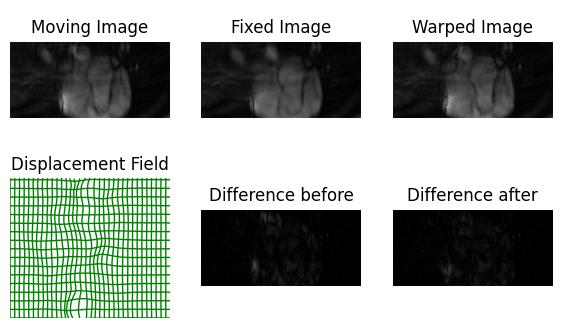 Moving Image
Fixed Image
Warped Image
Displacement Field
Difference before
Difference after